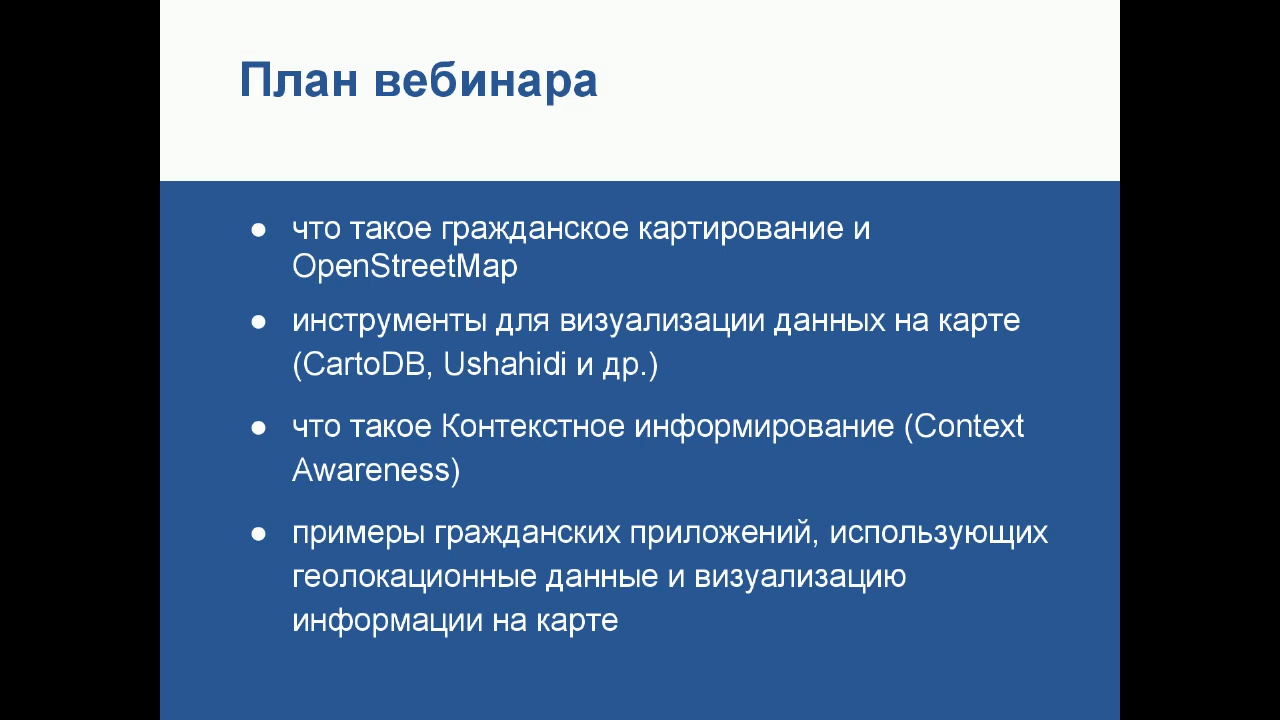 План вебинара
● что такое гражданское картирование и
OpenStreetMap
● инструменты для визуализации данных на карте
(CartoDB, Ushahidi и др.)
● что такое Контекстное информирование (Context
Awareness)
● примеры гражданских приложений, использующих
геолокационные данные и визуализацию
информации на карте